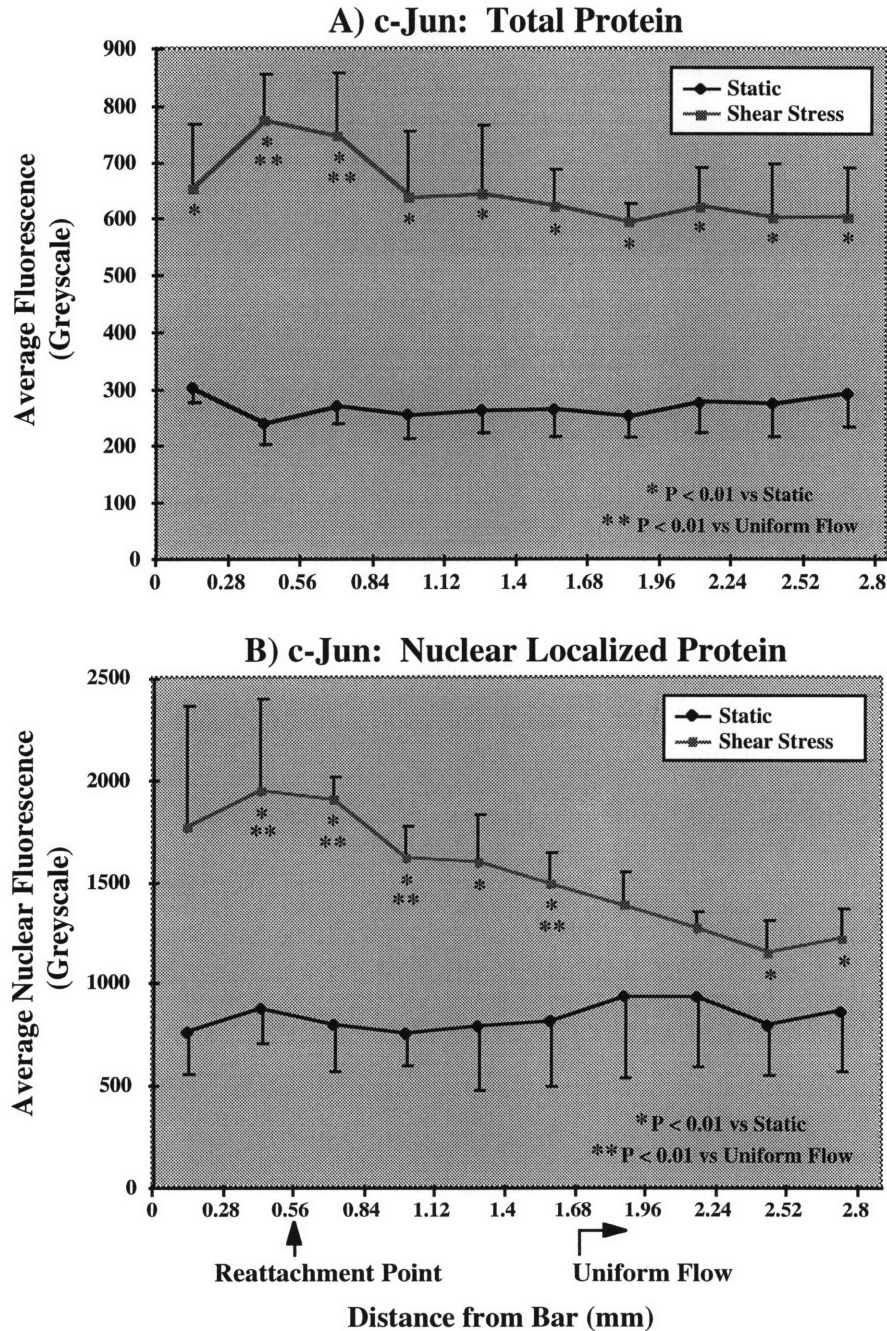 A) c-Jun: Total Protein
900
800
700
600
500
400
300
200
100
0
Average Fluorescence
(Greyscale)
Static
Shear Stress
*
*
**
*
**
*
*
*
*
*
*
*
* P < 0.01 vs Static
** P < 0.01 vs Uniform Flow
0 0.28 0.56 0.84 1.12 1.4 1.68 1.96 2.24 2.52 2.8
B) c-Jun: Nuclear Localized Protein
2500
2000
1500
1000
500
0
Average Nuclear Fluorescence
(Greyscale)
Static
Shear Stress
*
**
*
**
*
**
*
*
**
*
*
* P < 0.01 vs Static
** P < 0.01 vs Uniform Flow
0 0.28 0.56 0.84 1.12 1.4 1.68 1.96 2.24 2.52 2.8
Reattachment Point
Uniform Flow
Distance from Bar (mm)